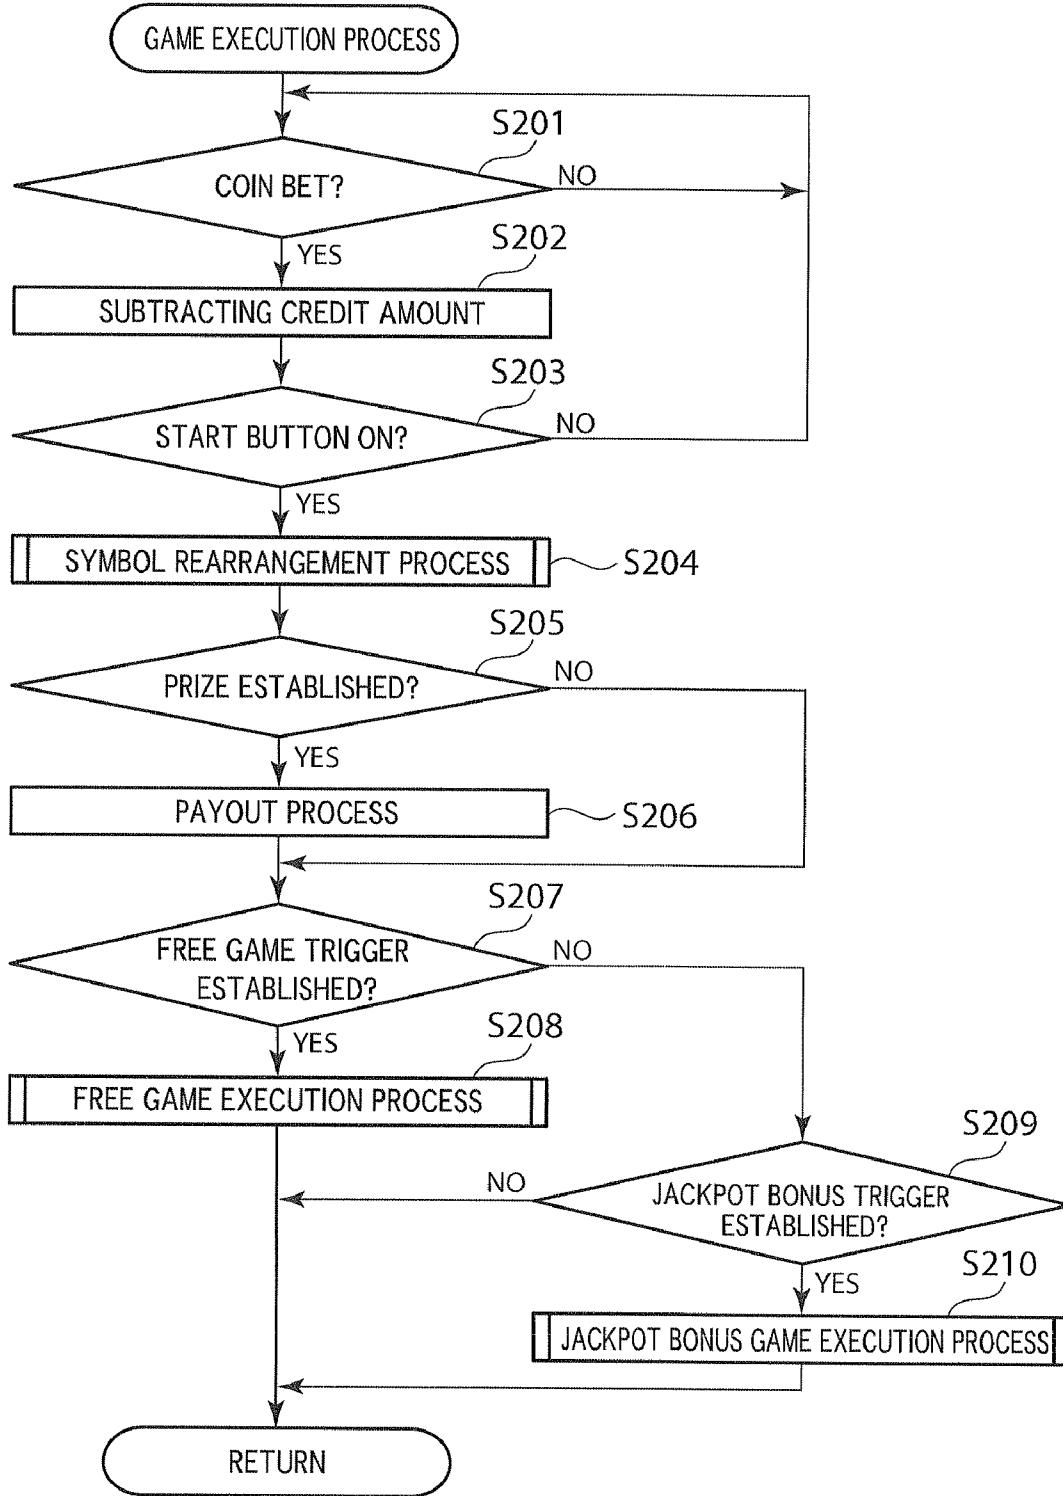 GAME EXECUTION PROCESS
S201
COIN BET?
NO
YES
S202
SUBTRACTING CREDIT AMOUNT
S203
START BUTTON ON?
NO
YES
SYMBOL REARRANGEMENT PROCESS
S204
S205
PRIZE ESTABLISHED?
NO
YES
PAYOUT PROCESS
S206
S207
FREE GAME TRIGGER
ESTABLISHED?
NO
YES
S208
FREE GAME EXECUTION PROCESS
S209
JACKPOT BONUS TRIGGER
ESTABLISHED?
NO
YES
S210
JACKPOT BONUS GAME EXECUTION PROCESS
RETURN